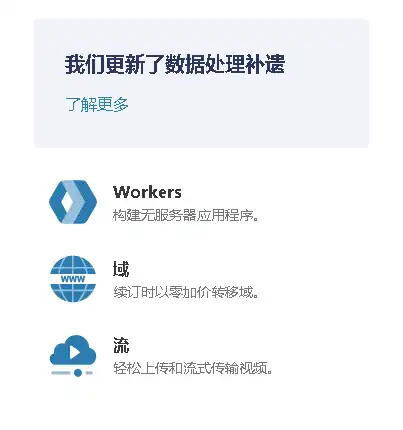 我们更新了数据处理补遗
了解更多
Workers
构建无服务器应用程序。
WWW
域
续订时以零加价转移域。
流
轻松上传和流式传输视频。